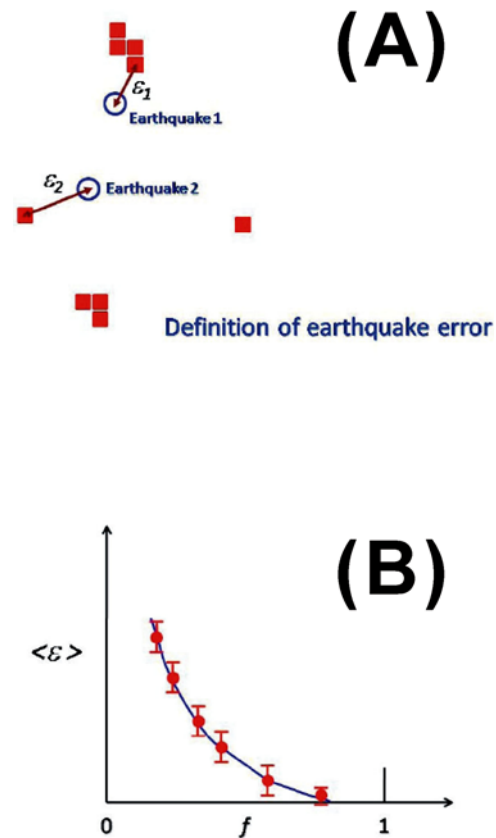 (A)
ε1
Earthquake 1
ε2
Earthquake 2
Definition of earthquake error
(B)
<ε>
0
f
1